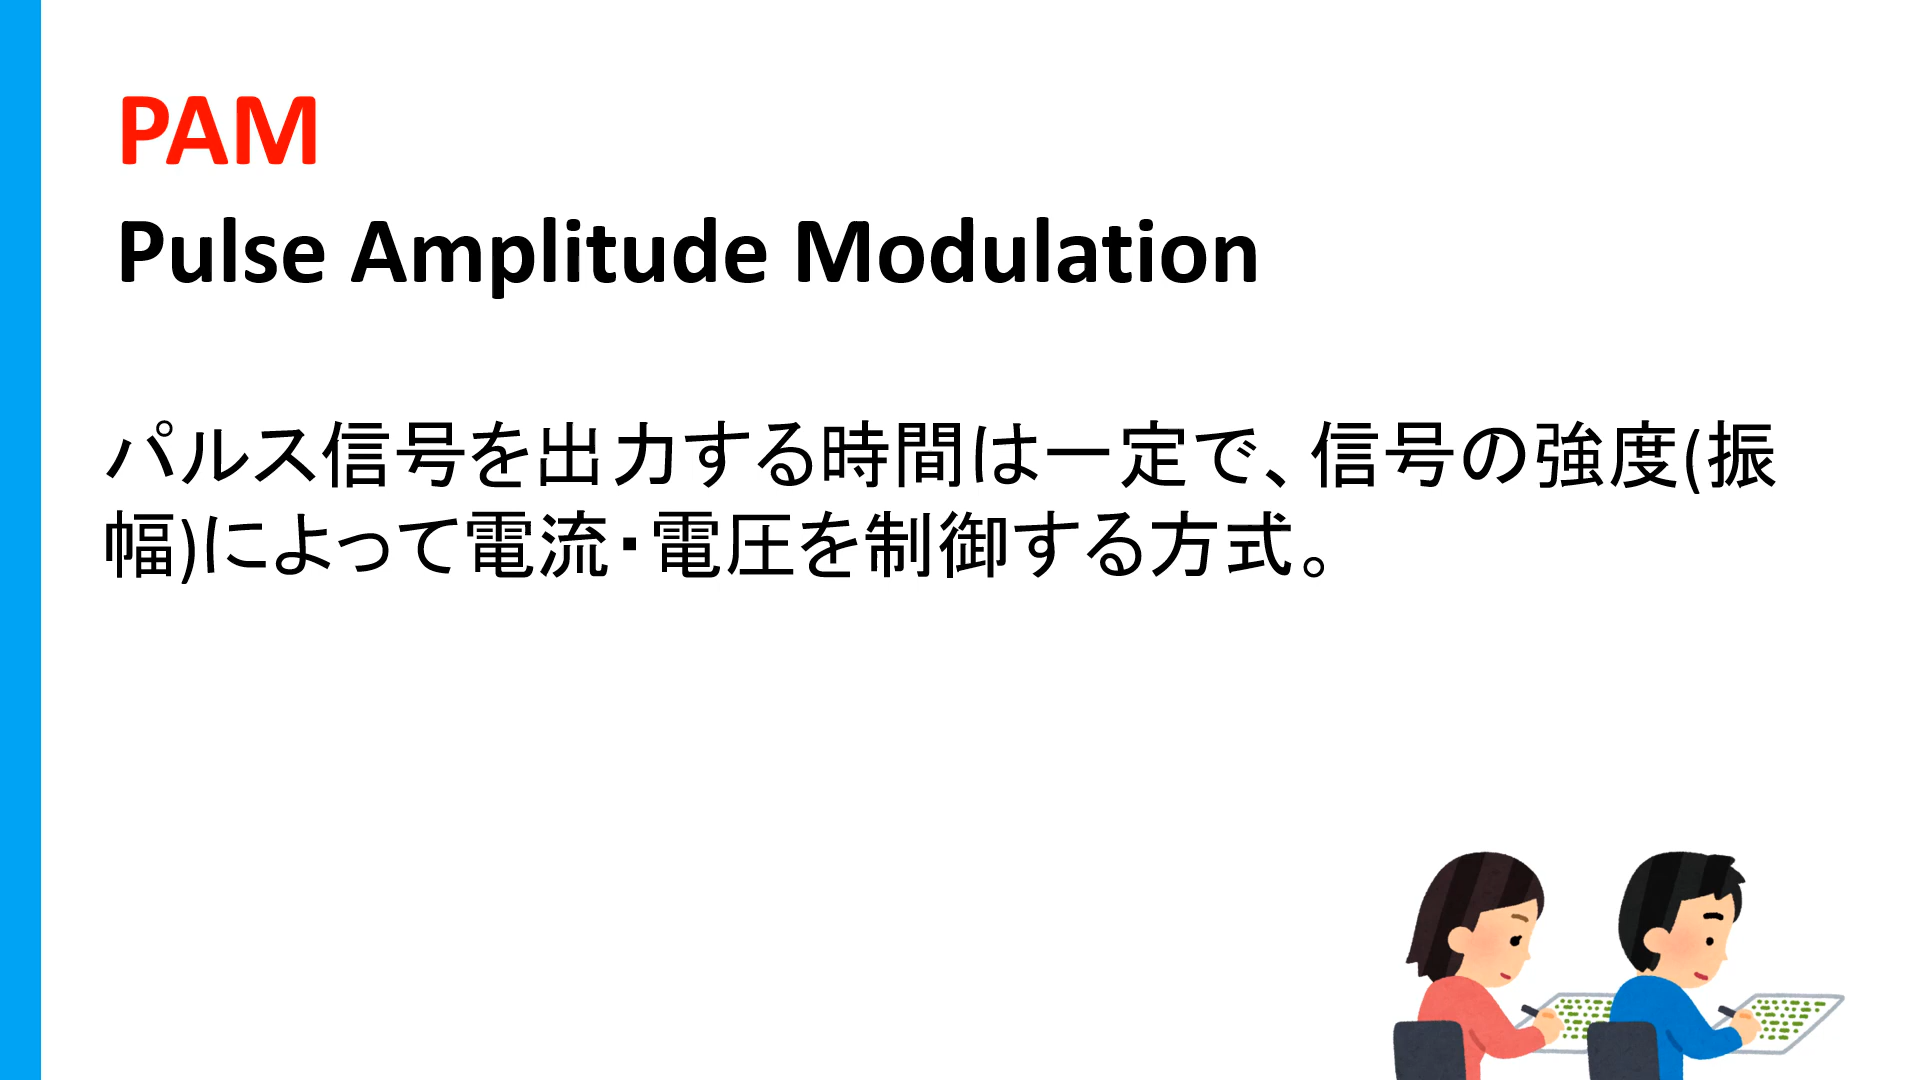 PAM
Pulse Amplitude Modulation
パルス信号を出力する時間は一定で、信号の強度(振
幅)によって電流・電圧を制御する方式。